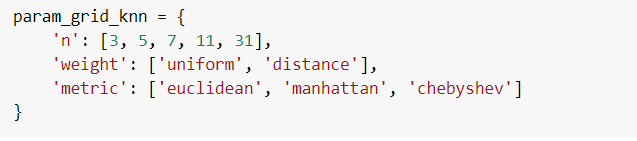 param_grid_knn = {
    'n': [3, 5, 7, 11, 31],
    'weight': ['uniform', 'distance'],
    'metric': ['euclidean', 'manhattan', 'chebyshev']
}